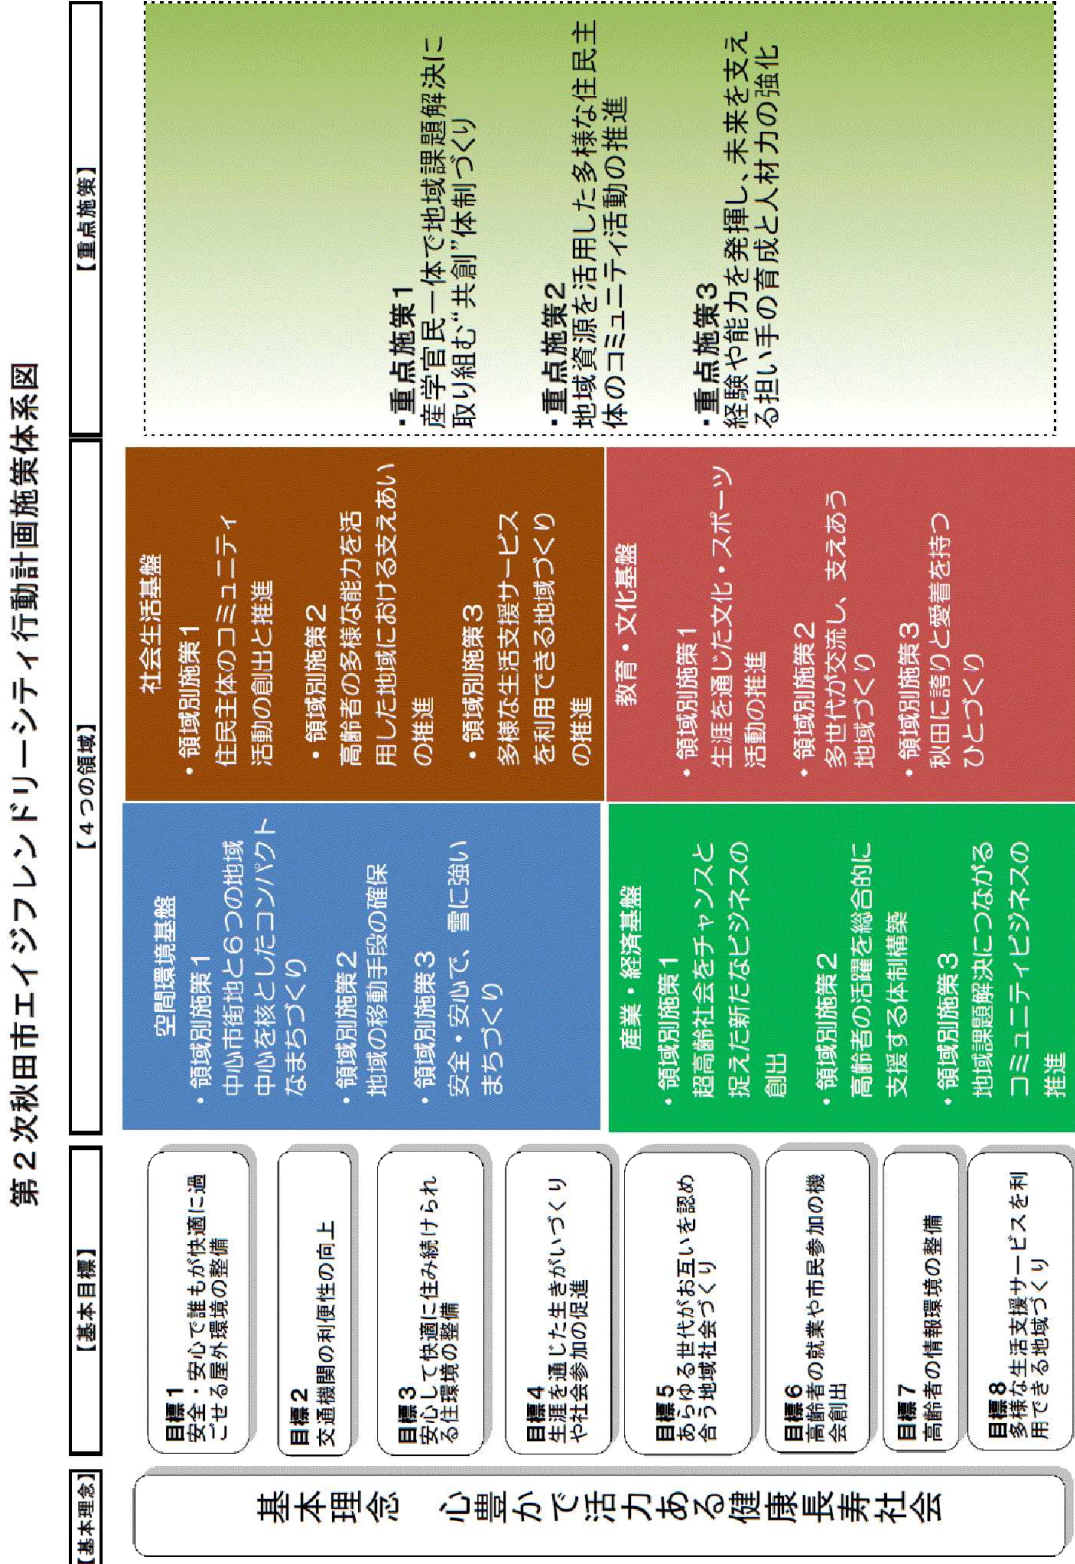 第２次秋田市エイジフレンドリーシティ行動計画施策体系図
【基本理念】
基本理念　心豊かで活力ある健康長寿社会
【基本目標】
目標1
安全・安心で誰もが快適に過
ごせる屋外環境の整備
目標2
交通機関の利便性の向上
目標3
安心して快適に住み続けられ
る住環境の整備
目標4
生涯を通じた生きがいづくり
や社会参加の促進
目標5
あらゆる世代がお互いを認め
合う地域社会づくり
目標6
高齢者の就業や市民参加の機
会創出
目標7
高齢者の情報環境の整備
目標8
多様な生活支援サービスを利
用できる地域づくり
【４つの領域】
空間環境基盤
・領域別施策１
中心市街地と６つの地域
中心を核としたコンパクト
なまちづくり
・領域別施策２
地域の移動手段の確保
・領域別施策３
安全・安心で、雪に強い
まちづくり
社会生活基盤
・領域別施策１
住民主体のコミュニティ
活動の創出と推進
・領域別施策２
高齢者の多様な能力を活
用した地域における支えあい
の推進
・領域別施策３
多様な生活支援サービス
を利用できる地域づくり
の推進
産業・経済基盤
・領域別施策１
超高齢社会をチャンスと
捉えた新たなビジネスの
創出
・領域別施策２
高齢者の活躍を総合的に
支援する体制構築
・領域別施策３
地域課題解決につながる
コミュニティビジネスの
推進
教育・文化基盤
・領域別施策１
生涯を通じた文化・スポーツ
活動の推進
・領域別施策２
多世代が交流し、支えあう
地域づくり
・領域別施策３
秋田に誇りと愛着を持つ
ひとづくり
【重点施策】
・重点施策１
産学官民一体で地域課題解決に
取り組む“共創”体制づくり
・重点施策２
地域資源を活用した多様な住民主
体のコミュニティ活動の推進
・重点施策３
経験や能力を発揮し、未来を支え
る担い手の育成と人材力の強化